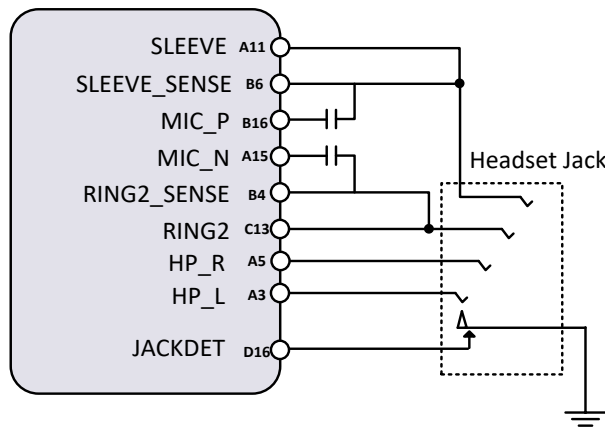 SLEEVE A11
SLEEVE_SENSE B6
MIC_P B16
MIC_N A15
Headset Jack
RING2_SENSE B4
RING2 C13
HP_R A5
HP_L A3
JACKDET D16